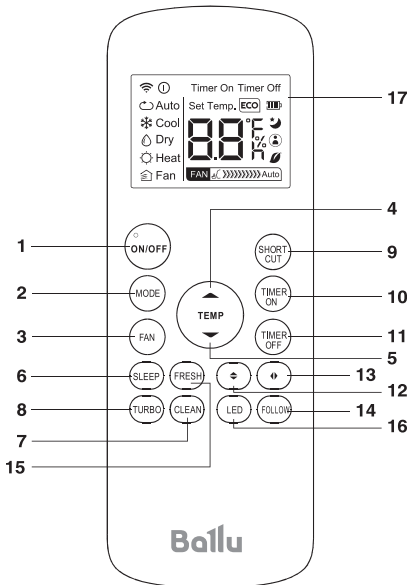 Timer On Timer Off
Auto Set Temp. ECO
Cool
Dry
Heat
Fan
88 °F % h
FAN Auto
17
4
1 ON/OFF
SHORT CUT 9
2 MODE
TEMP
TIMER ON 10
3 FAN
TIMER OFF 11
5
6 SLEEP FRESH 13
12
8 TURBO CLEAN LED FOLLOW 14
7
16
15
Ballu